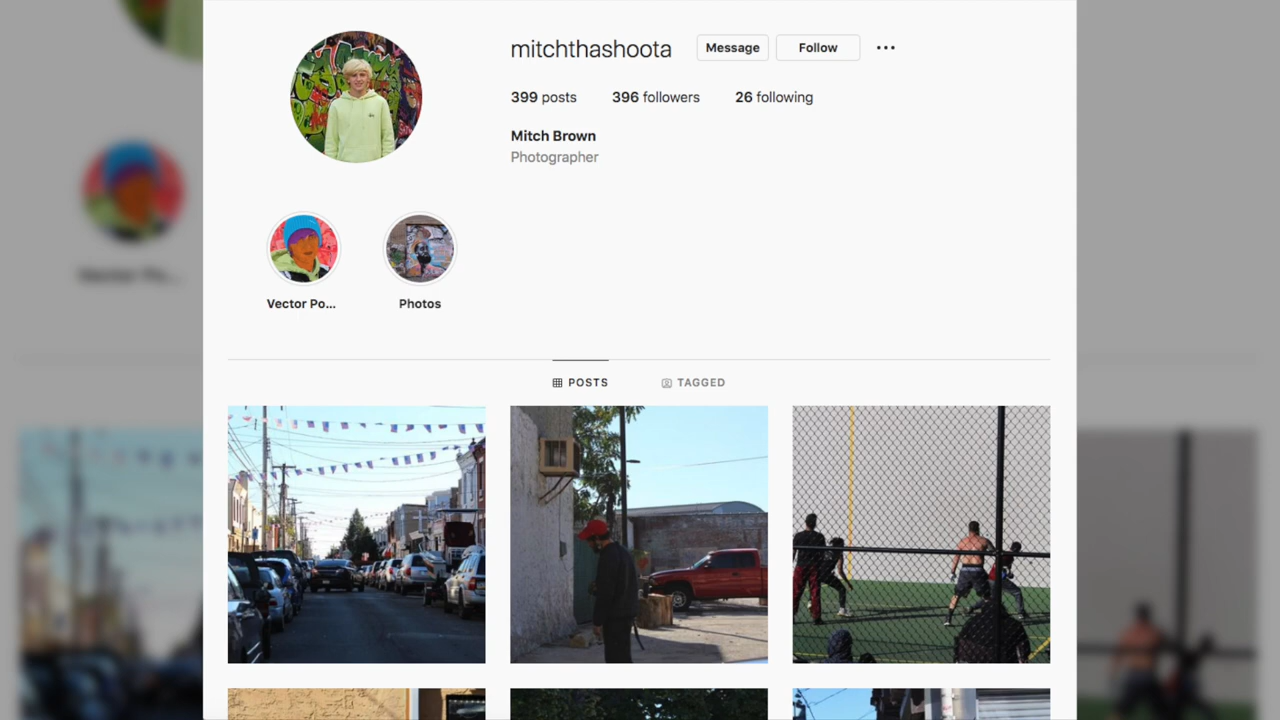 mitchthashoota Message Follow
399 posts 396 followers 26 following
Mitch Brown
Photographer
Vector Po... Photos
POSTS TAGGED